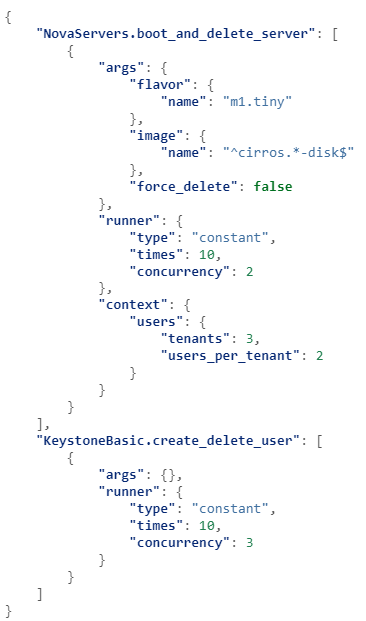 {
    "NovaServers.boot_and_delete_server": [
        {
            "args": {
                "flavor": {
                    "name": "m1.tiny"
                },
                "image": {
                    "name": "^cirros.*-disk$"
                },
                "force_delete": false
            },
            "runner": {
                "type": "constant",
                "times": 10,
                "concurrency": 2
            },
            "context": {
                "users": {
                    "tenants": 3,
                    "users_per_tenant": 2
                }
            }
        }
    ],
    "KeystoneBasic.create_delete_user": [
        {
            "args": {},
            "runner": {
                "type": "constant",
                "times": 10,
                "concurrency": 3
            }
        }
    ]
}